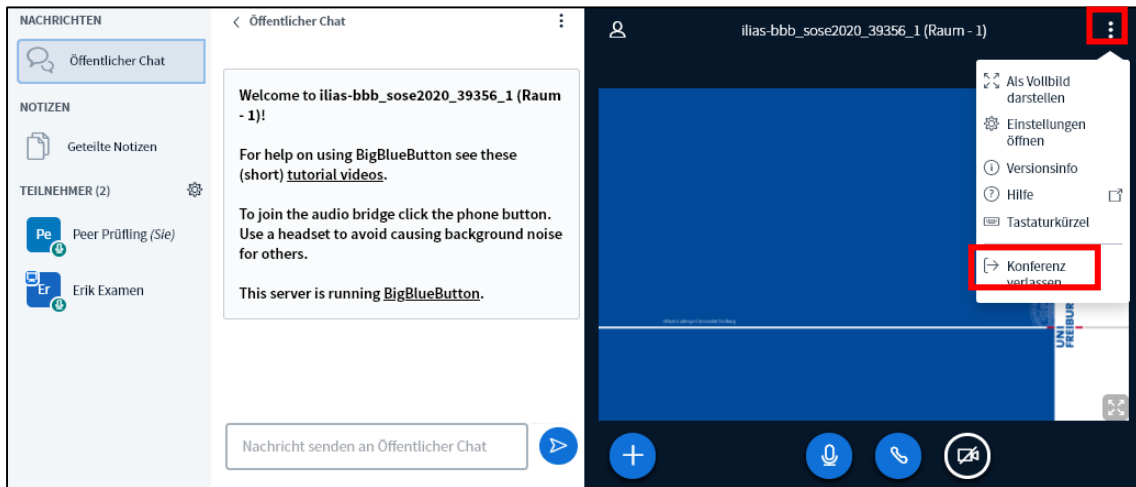 NACHRICHTEN
Öffentlicher Chat
NOTIZEN
Geteilte Notizen
TEILNEHMER (2)
Pe
Peer Prüfling (Sie)
Er
Erik Examen
Öffentlicher Chat
Welcome to ilias-bbb_sose2020_39356_1 (Raum
- 1)!
For help on using BigBlueButton see these
(short) tutorial videos.
To join the audio bridge click the phone button.
Use a headset to avoid causing background noise
for others.
This server is running BigBlueButton.
Nachricht senden an Öffentlicher Chat
ilias-bbb_sose2020_39356_1 (Raum - 1)
Als Vollbild
darstellen
Einstellungen
öffnen
Versionsinfo
Hilfe
Tastaturkürzel
Konferenz
verlassen
UNI
FREIBUR